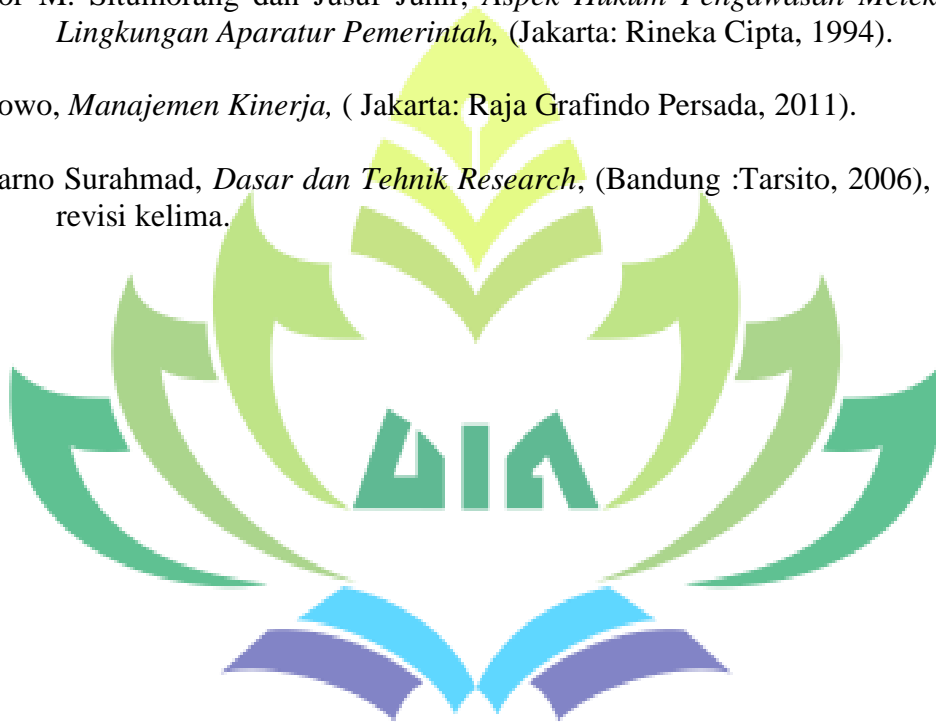 or M. Situmorang dan Jusuf Juhir, Aspek Hukum Pengawasan Melek
Lingkungan Aparatur Pemerintah, (Jakarta: Rineka Cipta, 1994).
owo, Manajemen Kinerja, ( Jakarta: Raja Grafindo Persada, 2011).
arno Surahmad, Dasar dan Tehnik Research, (Bandung :Tarsito, 2006),
revisi kelima.
UIN